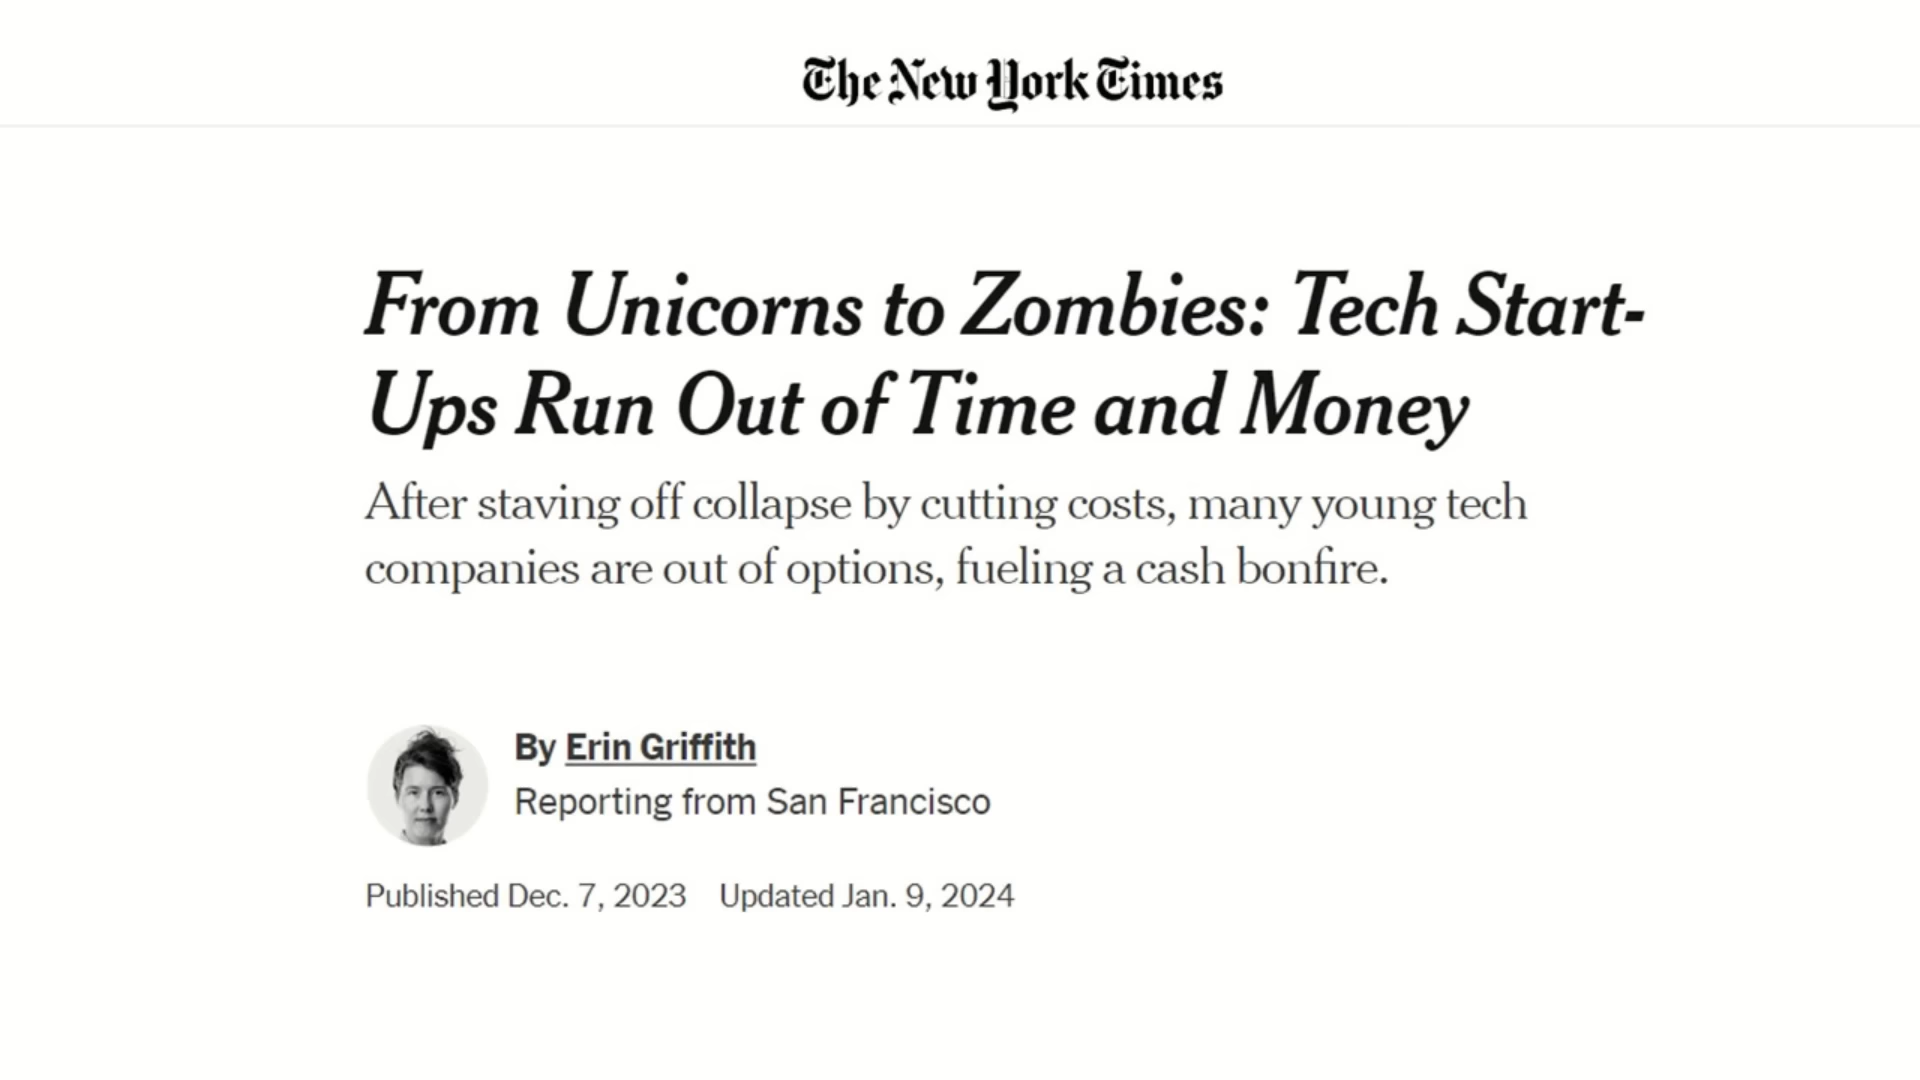 The New York Times
From Unicorns to Zombies: Tech Start-
Ups Run Out of Time and Money
After staving off collapse by cutting costs, many young tech
companies are out of options, fueling a cash bonfire.
By Erin Griffith
Reporting from San Francisco
Published Dec. 7, 2023 Updated Jan. 9, 2024